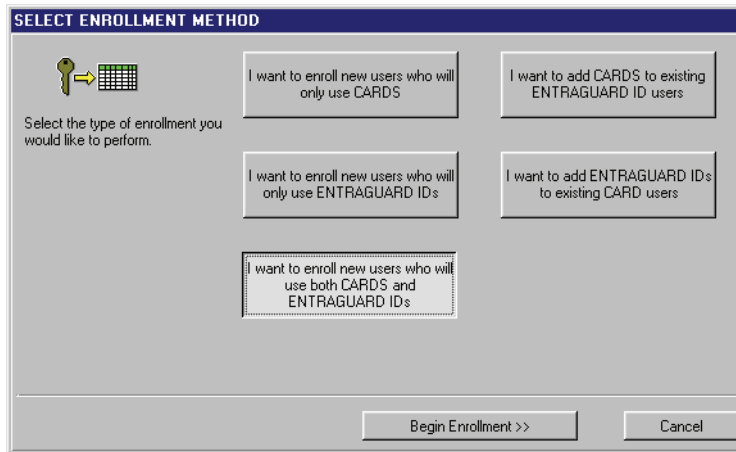 SELECT ENROLLMENT METHOD
Select the type of enrollment you
would like to perform.
I want to enroll new users who will
only use CARDS
I want to add CARDS to existing
ENTRAGUARD ID users
I want to enroll new users who will
only use ENTRAGUARD IDs
I want to add ENTRAGUARD IDs
to existing CARD users
I want to enroll new users who will
use both CARDS and
ENTRAGUARD IDs
Begin Enrollment >>
Cancel